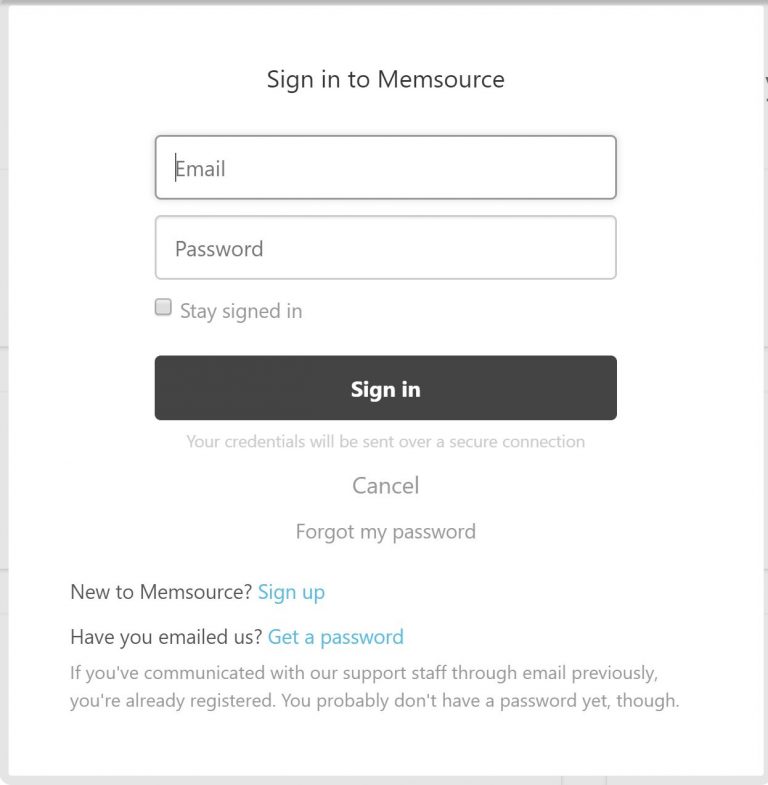 Sign in to Memsource
Email
Password
Stay signed in
Sign in
Your credentials will be sent over a secure connection
Cancel
Forgot my password
New to Memsource? Sign up
Have you emailed us? Get a password
If you've communicated with our support staff through email previously,
you're already registered. You probably don't have a password yet, though.